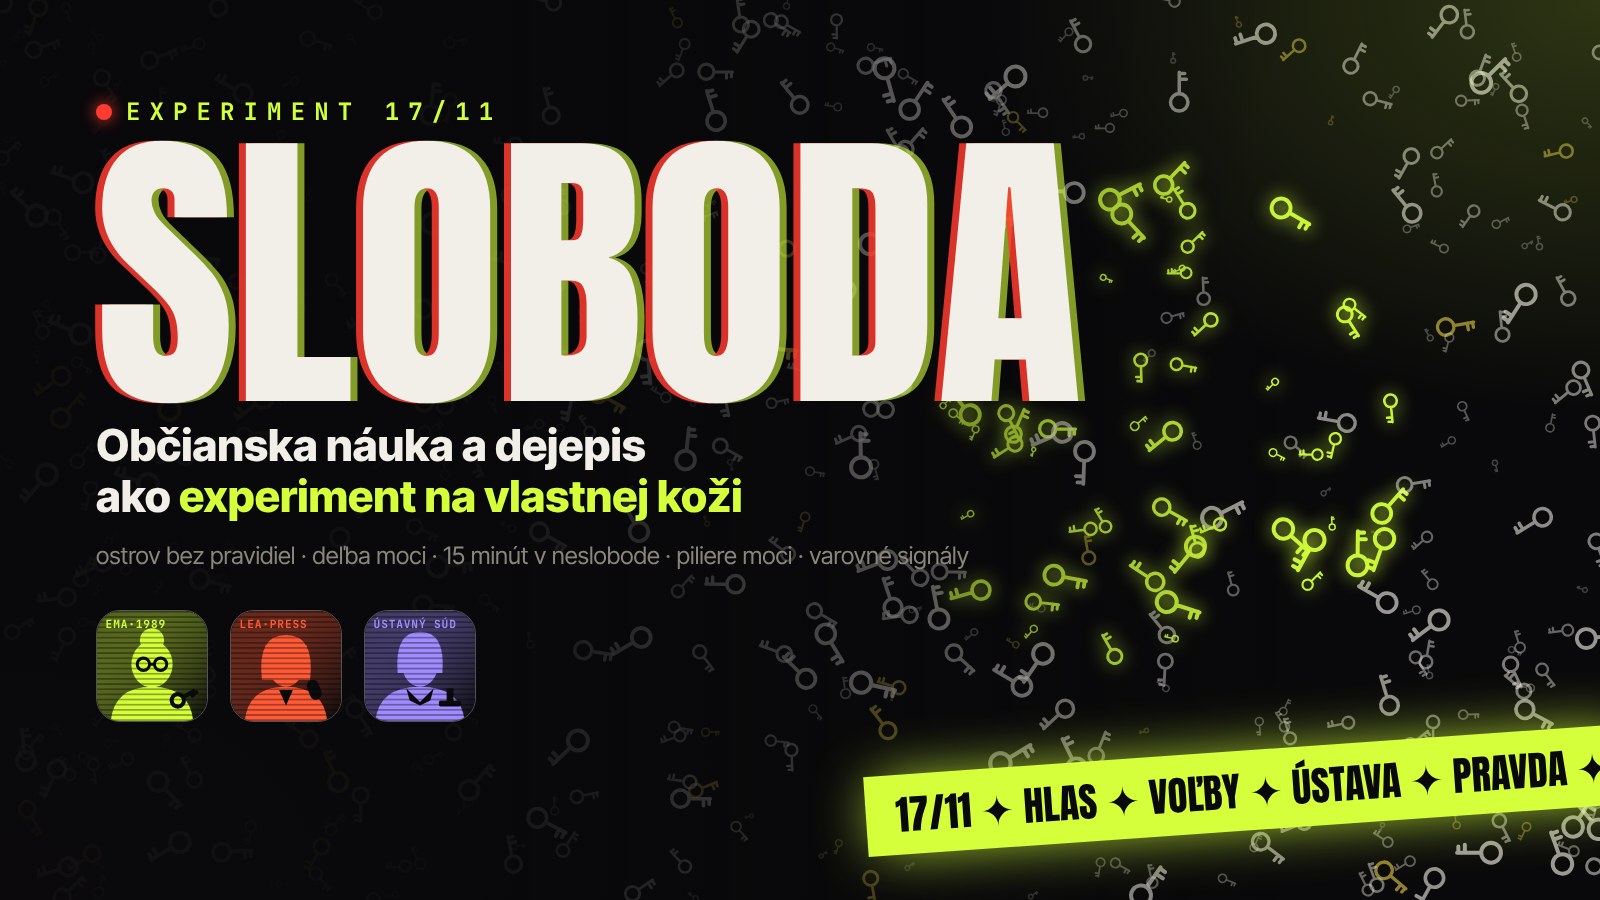 EXPERIMENT 17/11
SLOBODA
Občianska náuka a dejepis
ako experiment na vlastnej koži
ostrov bez pravidiel · deľba moci · 15 minút v neslobode · piliere moci · varovné signály
EMA·1989
LEA·PRESS
ÚSTAVNÝ SÚD
17/11 ✦ HLAS ✦ VOĽBY ✦ ÚSTAVA ✦ PRAVDA ✦